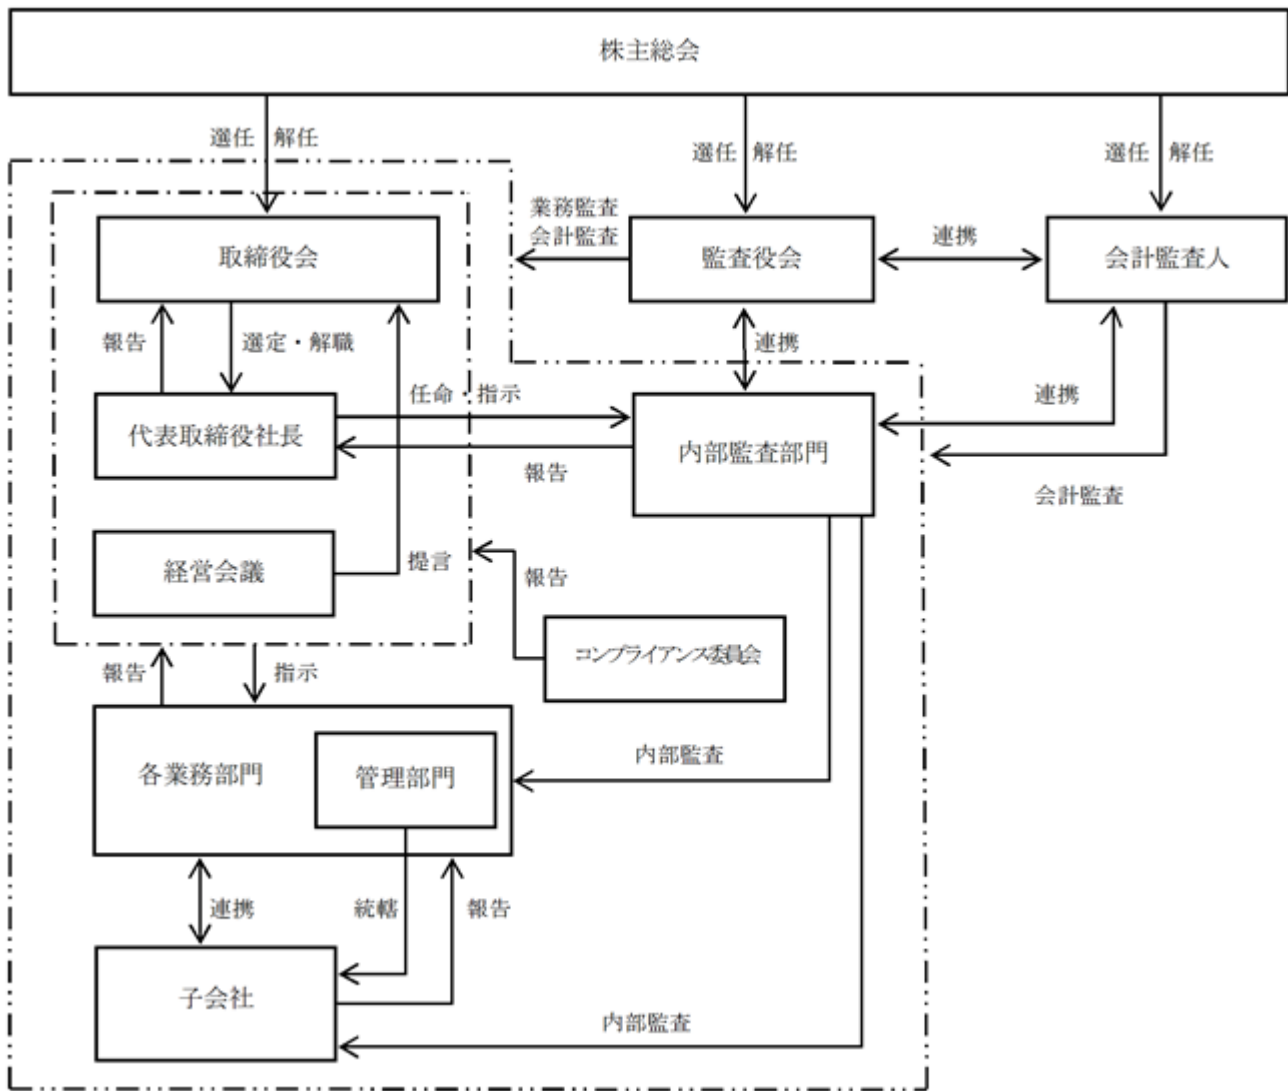 株主総会
選任 解任
選任 解任
選任 解任
業務監査
会計監査
取締役会
監査役会
連携
会計監査人
報告
選定・解職
連携
任命・指示
連携
代表取締役社長
内部監査部門
報告
会計監査
経営会議
提言
報告
コンプライアンス委員会
報告
指示
内部監査
各業務部門
管理部門
連携
統轄
報告
子会社
内部監査